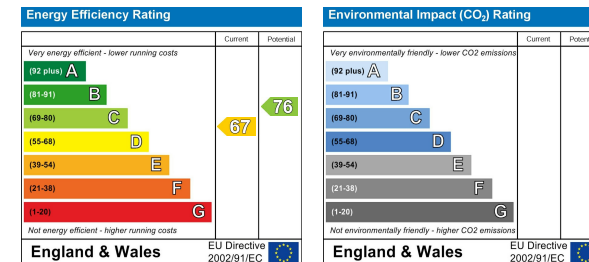 Energy Efficiency Rating
Current Potential
Very energy efficient - lower running costs
(92 plus) A
(81-91) B
(69-80) C
(55-68) D
(39-54) E
(21-38) F
(1-20) G
67
76
Not energy efficient - higher running costs
England & Wales
EU Directive
2002/91/EC
Environmental Impact (CO₂) Rating
Current Potent
Very environmentally friendly - lower CO2 emissions
(92 plus) A
(81-91) B
(69-80) C
(55-68) D
(39-54) E
(21-38) F
(1-20) G
Not environmentally friendly - higher CO2 emissions
England & Wales
EU Directive
2002/91/EC